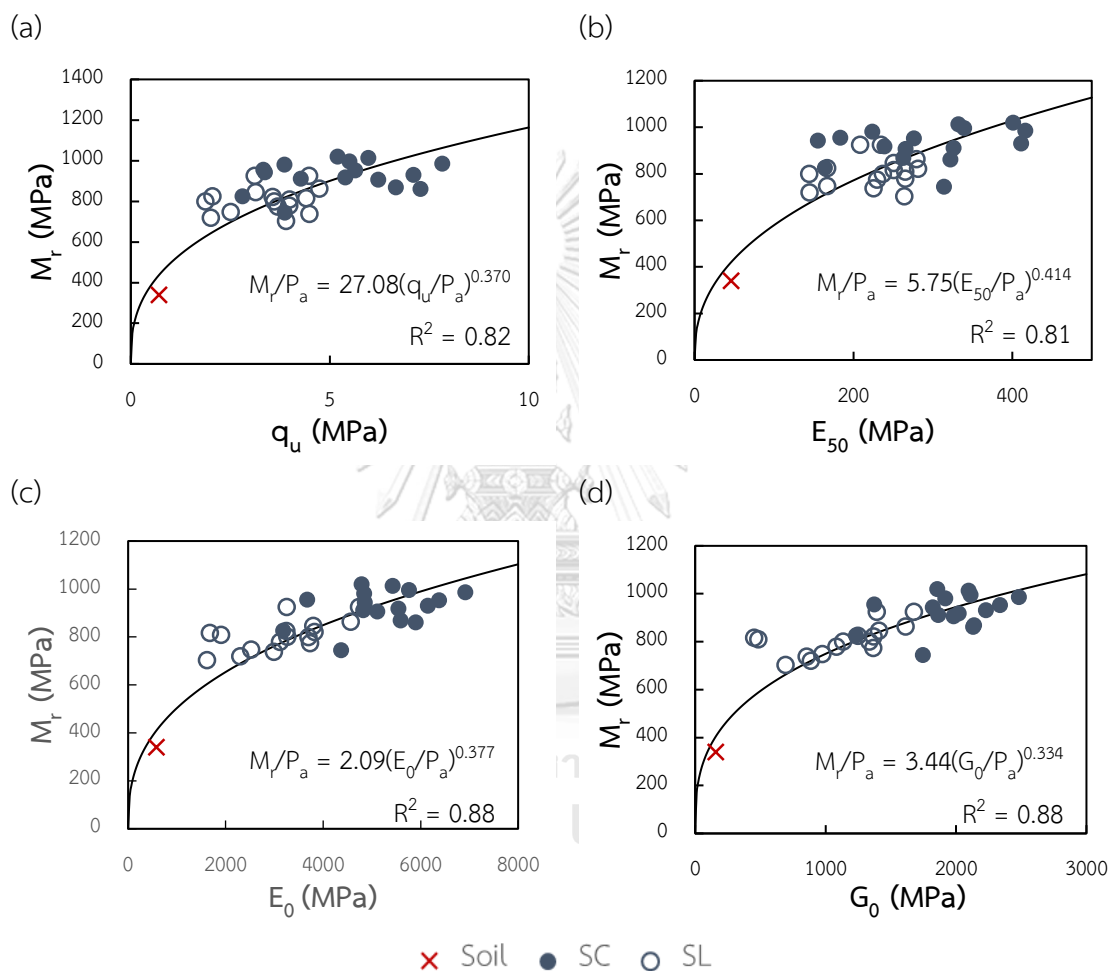 (a)
1400
1200
1000
800
600
400
200
0
M_r (MPa)
M_r/P_a = 27.08(q_u/P_a)^0.370
R^2 = 0.82
0 5 10
q_u (MPa)
(b)
1200
1000
800
600
400
200
0
M_r (MPa)
M_r/P_a = 5.75(E_50/P_a)^0.414
R^2 = 0.81
0 200 400
E_50 (MPa)
(c)
1200
1000
800
600
400
200
0
M_r (MPa)
M_r/P_a = 2.09(E_0/P_a)^0.377
R^2 = 0.88
0 2000 4000 6000 8000
E_0 (MPa)
(d)
1200
1000
800
600
400
200
0
M_r (MPa)
M_r/P_a = 3.44(G_0/P_a)^0.334
R^2 = 0.88
0 1000 2000 3000
G_0 (MPa)
Soil SC SL